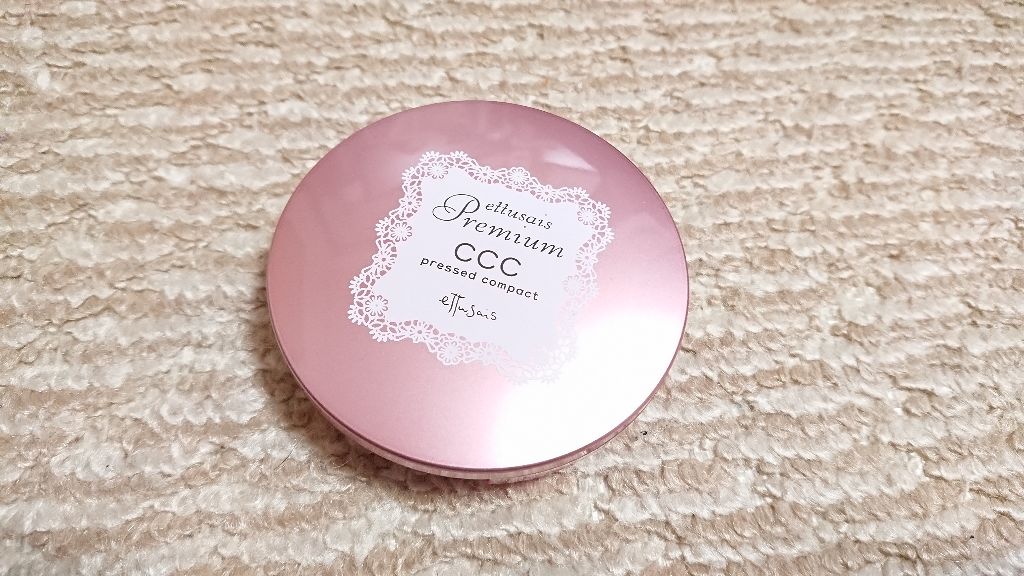 ettusais
Premium
CCC
pressed compact
ettusais